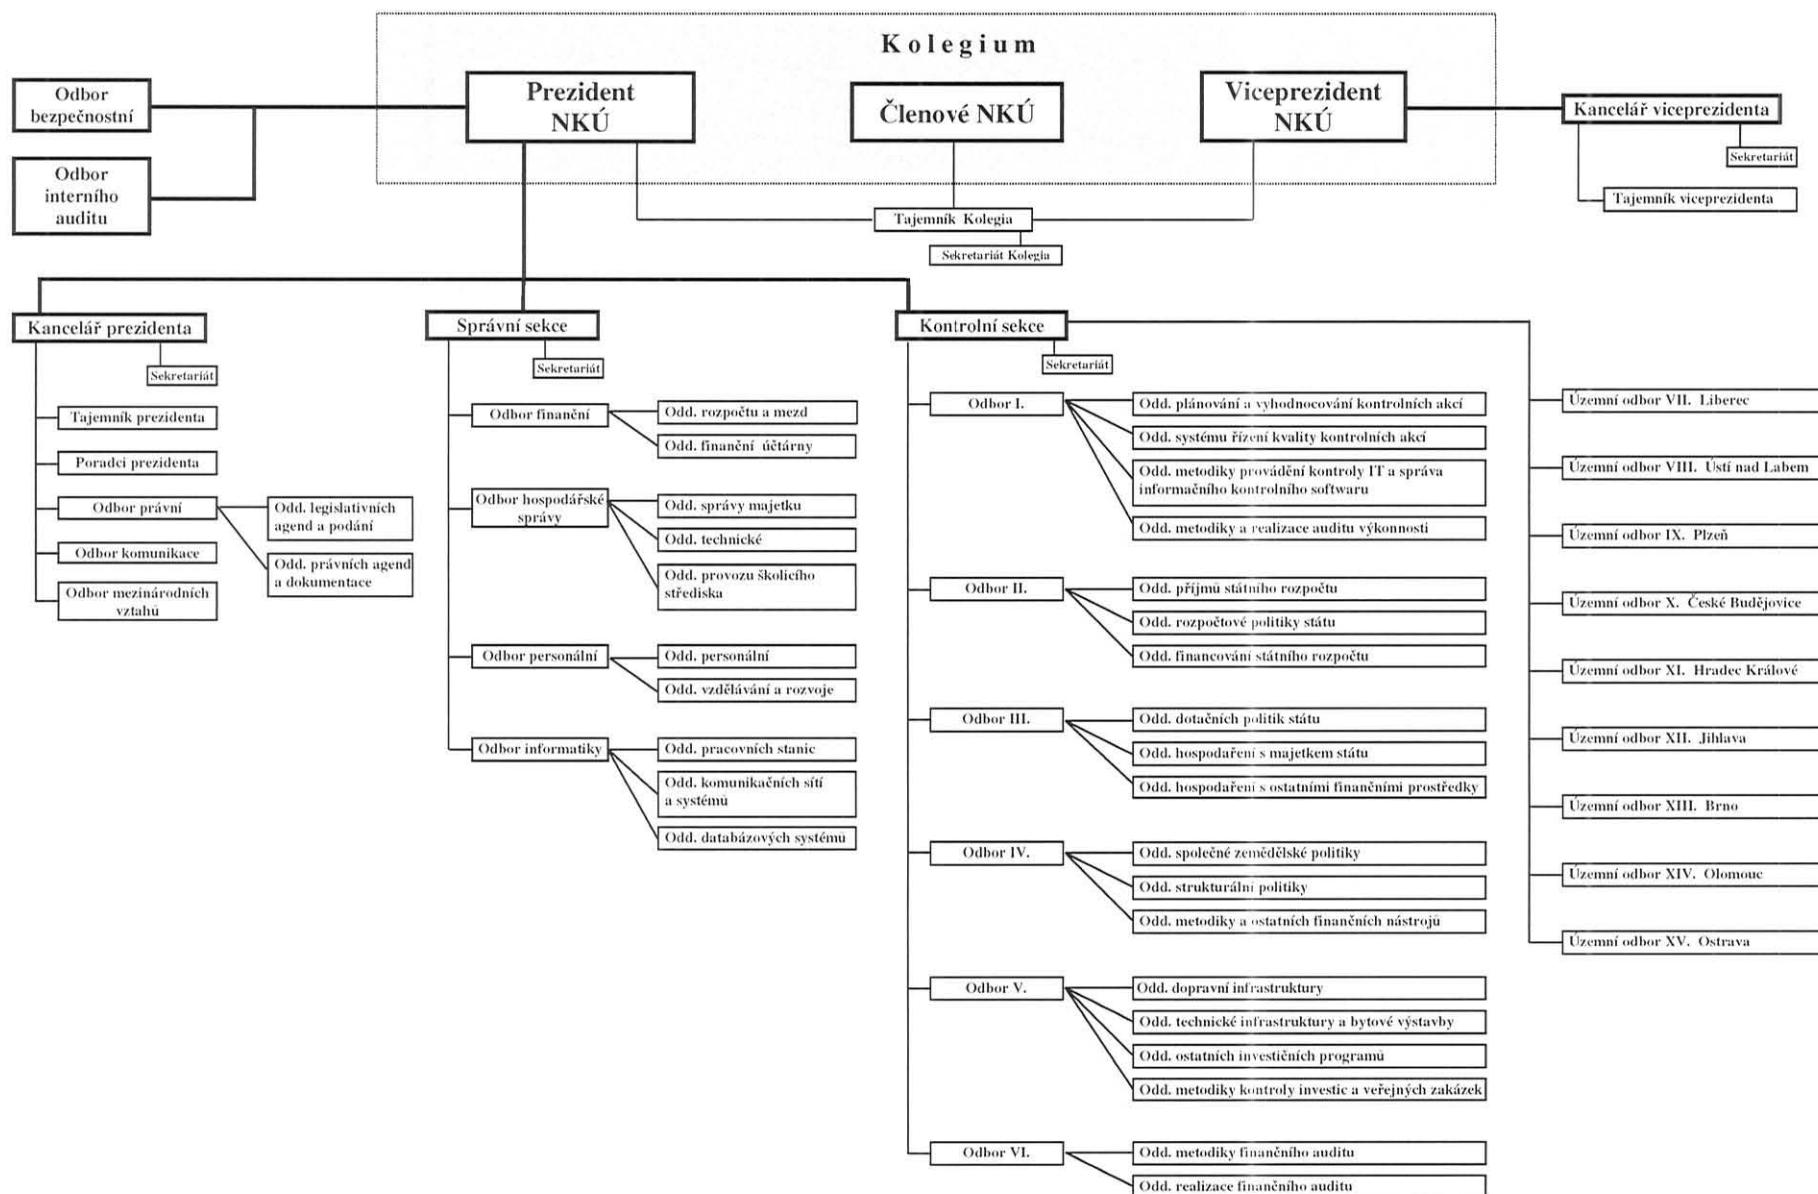 Kolegium
Odbor
bezpečnostní
Prezident
NKÚ
Členové NKÚ
Viceprezident
NKÚ
Kancelář viceprezidenta
Sekretariát
Tajemník viceprezidenta
Odbor
interního
auditu
Tajemník Kolegia
Sekretariát Kolegia
Kancelář prezidenta
Sekretariát
Tajemník prezidenta
Poradci prezidenta
Odbor právní
Odd. legislativních
agend a podání
Odd. právních agend
a dokumentace
Odbor komunikace
Odbor mezinárodních
vztahů
Správní sekce
Sekretariát
Odbor finanční
Odd. rozpočtu a mezd
Odd. finanční účtárny
Odbor hospodářské
správy
Odd. správy majetku
Odd. technické
Odd. provozu školicího
střediska
Odbor personální
Odd. personální
Odd. vzdělávání a rozvoje
Odbor informatiky
Odd. pracovních stanic
Odd. komunikačních sítí
a systémů
Odd. databázových systémů
Kontrolní sekce
Sekretariát
Odbor I.
Odd. plánování a vyhodnocování kontrolních akcí
Odd. systému řízení kvality kontrolních akcí
Odd. metodiky provádění kontroly IT a správa
informačního kontrolního softwaru
Odd. metodiky a realizace auditu výkonnosti
Odbor II.
Odd. příjmů státního rozpočtu
Odd. rozpočtové politiky státu
Odd. financování státního rozpočtu
Odbor III.
Odd. dotačních politik státu
Odd. hospodaření s majetkem státu
Odd. hospodaření s ostatními finančními prostředky
Odbor IV.
Odd. společné zemědělské politiky
Odd. strukturální politiky
Odd. metodiky a ostatních finančních nástrojů
Odbor V.
Odd. dopravní infrastruktury
Odd. technické infrastruktury a bytové výstavby
Odd. ostatních investičních programů
Odd. metodiky kontroly investic a veřejných zakázek
Odbor VI.
Odd. metodiky finančního auditu
Odd. realizace finančního auditu
Územní odbor VII. Liberec
Územní odbor VIII. Ústí nad Labem
Územní odbor IX. Plzeň
Územní odbor X. České Budějovice
Územní odbor XI. Hradec Králové
Územní odbor XII. Jihlava
Územní odbor XIII. Brno
Územní odbor XIV. Olomouc
Územní odbor XV. Ostrava